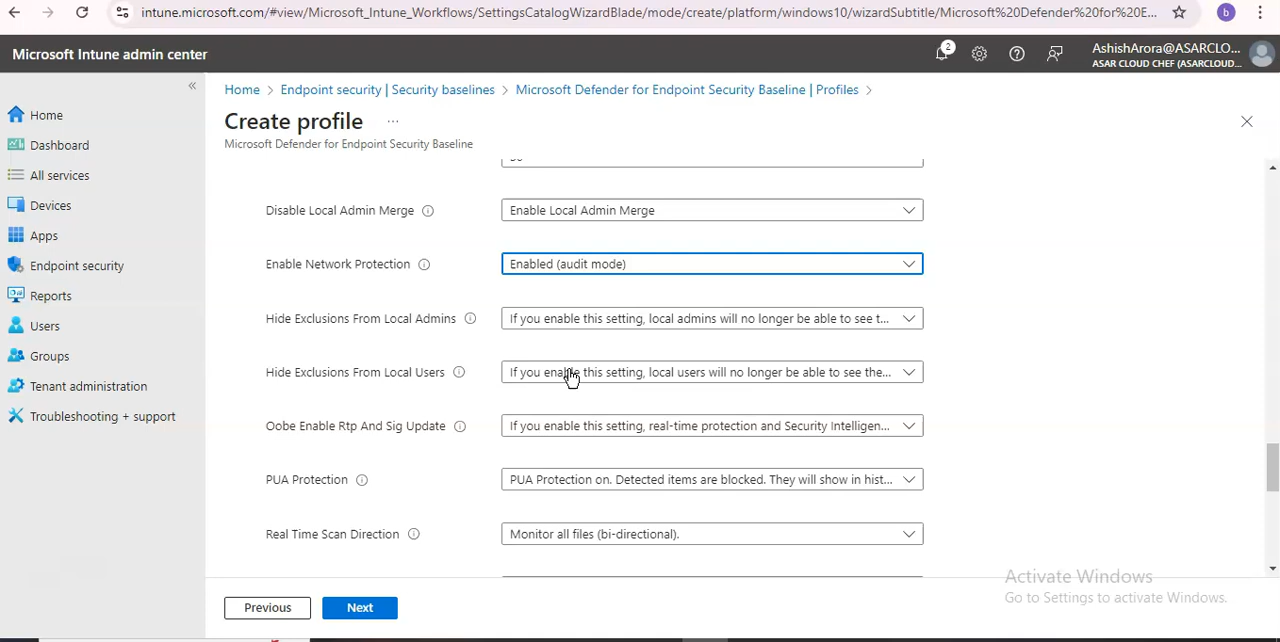 intune.microsoft.com/#view/Microsoft_Intune_Workflows/SettingsCatalogWizardBlade/mode/create/platform/windows10/wizardSubtitle/Microsoft%20Defender%20for%20E...
b
Microsoft Intune admin center
2
AshishArora@ASARCLO...
ASAR CLOUD CHEF (ASARCLOUD...
Home
Dashboard
All services
Devices
Apps
Endpoint security
Reports
Users
Groups
Tenant administration
Troubleshooting + support
Home > Endpoint security | Security baselines > Microsoft Defender for Endpoint Security Baseline | Profiles >
Create profile ...
Microsoft Defender for Endpoint Security Baseline
Disable Local Admin Merge
Enable Local Admin Merge
Enable Network Protection
Enabled (audit mode)
Hide Exclusions From Local Admins
If you enable this setting, local admins will no longer be able to see t...
Hide Exclusions From Local Users
If you enable this setting, local users will no longer be able to see the...
Oobe Enable Rtp And Sig Update
If you enable this setting, real-time protection and Security Intelligen...
PUA Protection
PUA Protection on. Detected items are blocked. They will show in hist...
Real Time Scan Direction
Monitor all files (bi-directional).
Previous
Next
Activate Windows
Go to Settings to activate Windows.